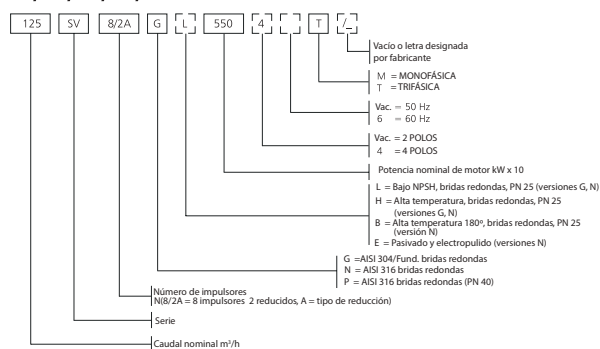 125 SV 8/2A G L 550 4 T /_
Vacío o letra designada
por fabricante
M = MONOFÁSICA
T = TRIFÁSICA
Vac. = 50 Hz
6 = 60 Hz
Vac. = 2 POLOS
4 = 4 POLOS
Potencia nominal de motor kW x 10
L = Bajo NPSH, bridas redondas, PN 25 (versiones G, N)
H = Alta temperatura, bridas redondas, PN 25
(versiones G, N)
B = Alta temperatura 180º, bridas redondas, PN 25
(versión N)
E = Pasivado y electropulido (versiones N)
G =AISI 304/Fund. bridas redondas
N = AISI 316 bridas redondas
P = AISI 316 bridas redondas (PN 40)
Número de impulsores
N(8/2A = 8 impulsores 2 reducidos, A = tipo de reducción)
Serie
Caudal nominal m³/h